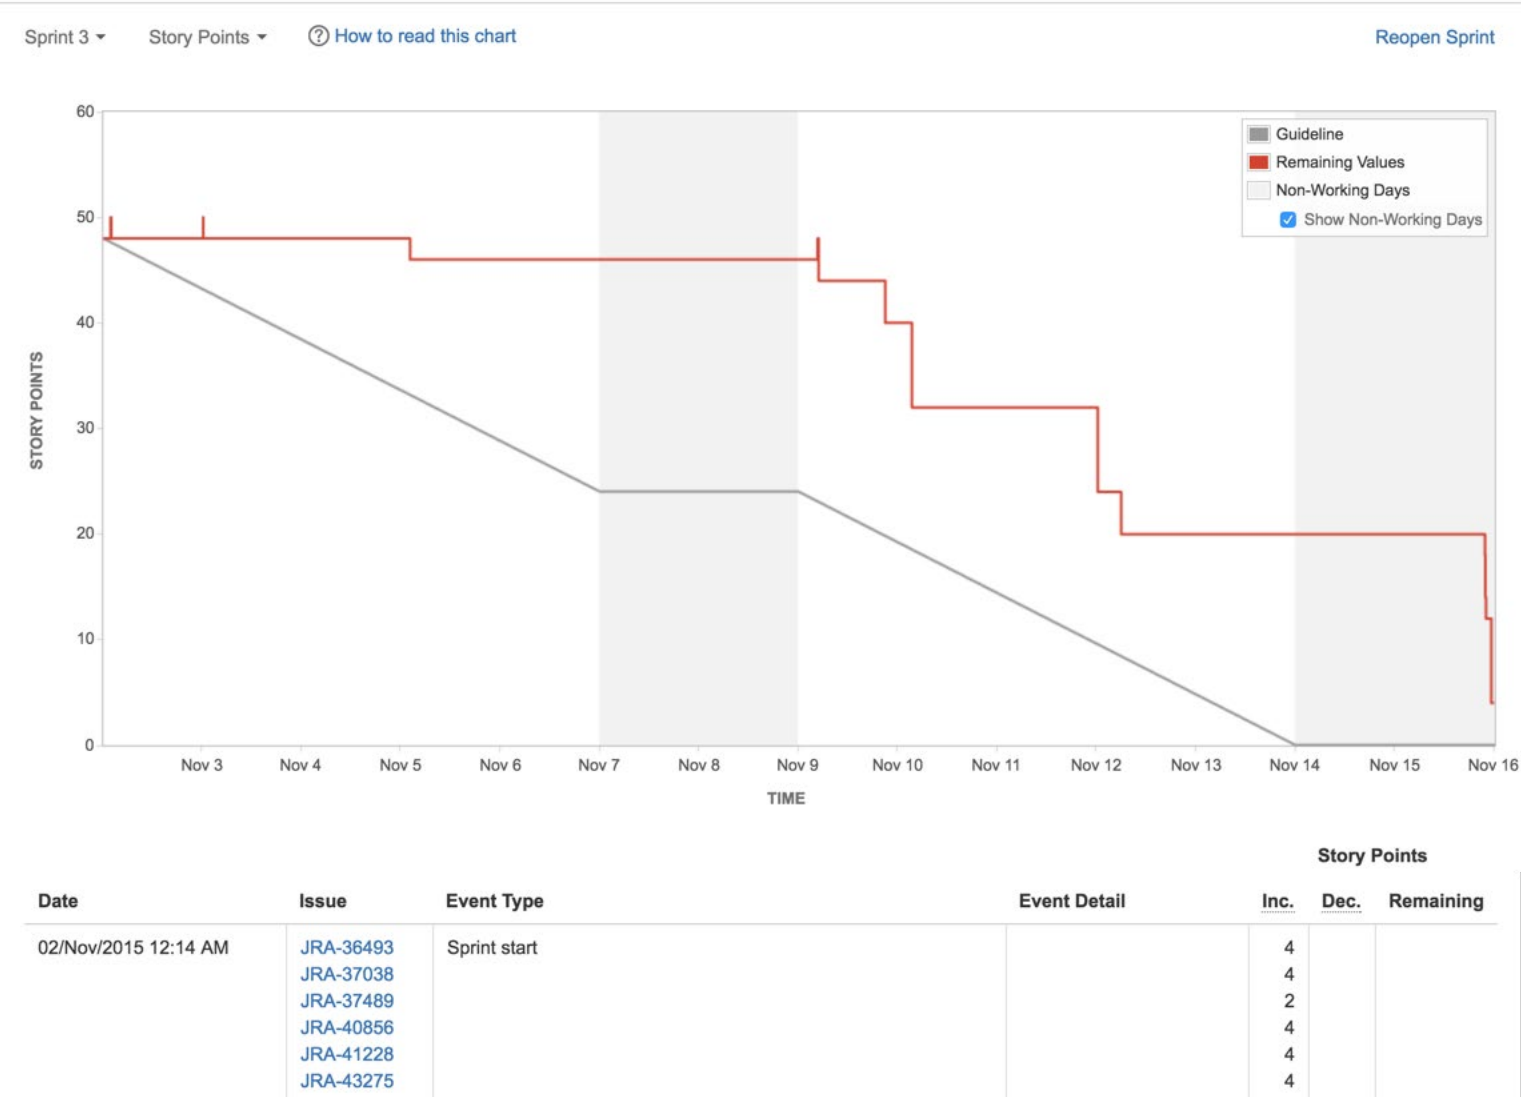 Sprint 3 Story Points How to read this chart Reopen Sprint
60
50
40
30
20
10
0
STORY POINTS
Guideline
Remaining Values
Non-Working Days
Show Non-Working Days
Nov 3 Nov 4 Nov 5 Nov 6 Nov 7 Nov 8 Nov 9 Nov 10 Nov 11 Nov 12 Nov 13 Nov 14 Nov 15 Nov 16
TIME
Story Points
Date Issue Event Type Event Detail Inc. Dec. Remaining
02/Nov/2015 12:14 AM JRA-36493 Sprint start 4
JRA-37038 4
JRA-37489 2
JRA-40856 4
JRA-41228 4
JRA-43275 4